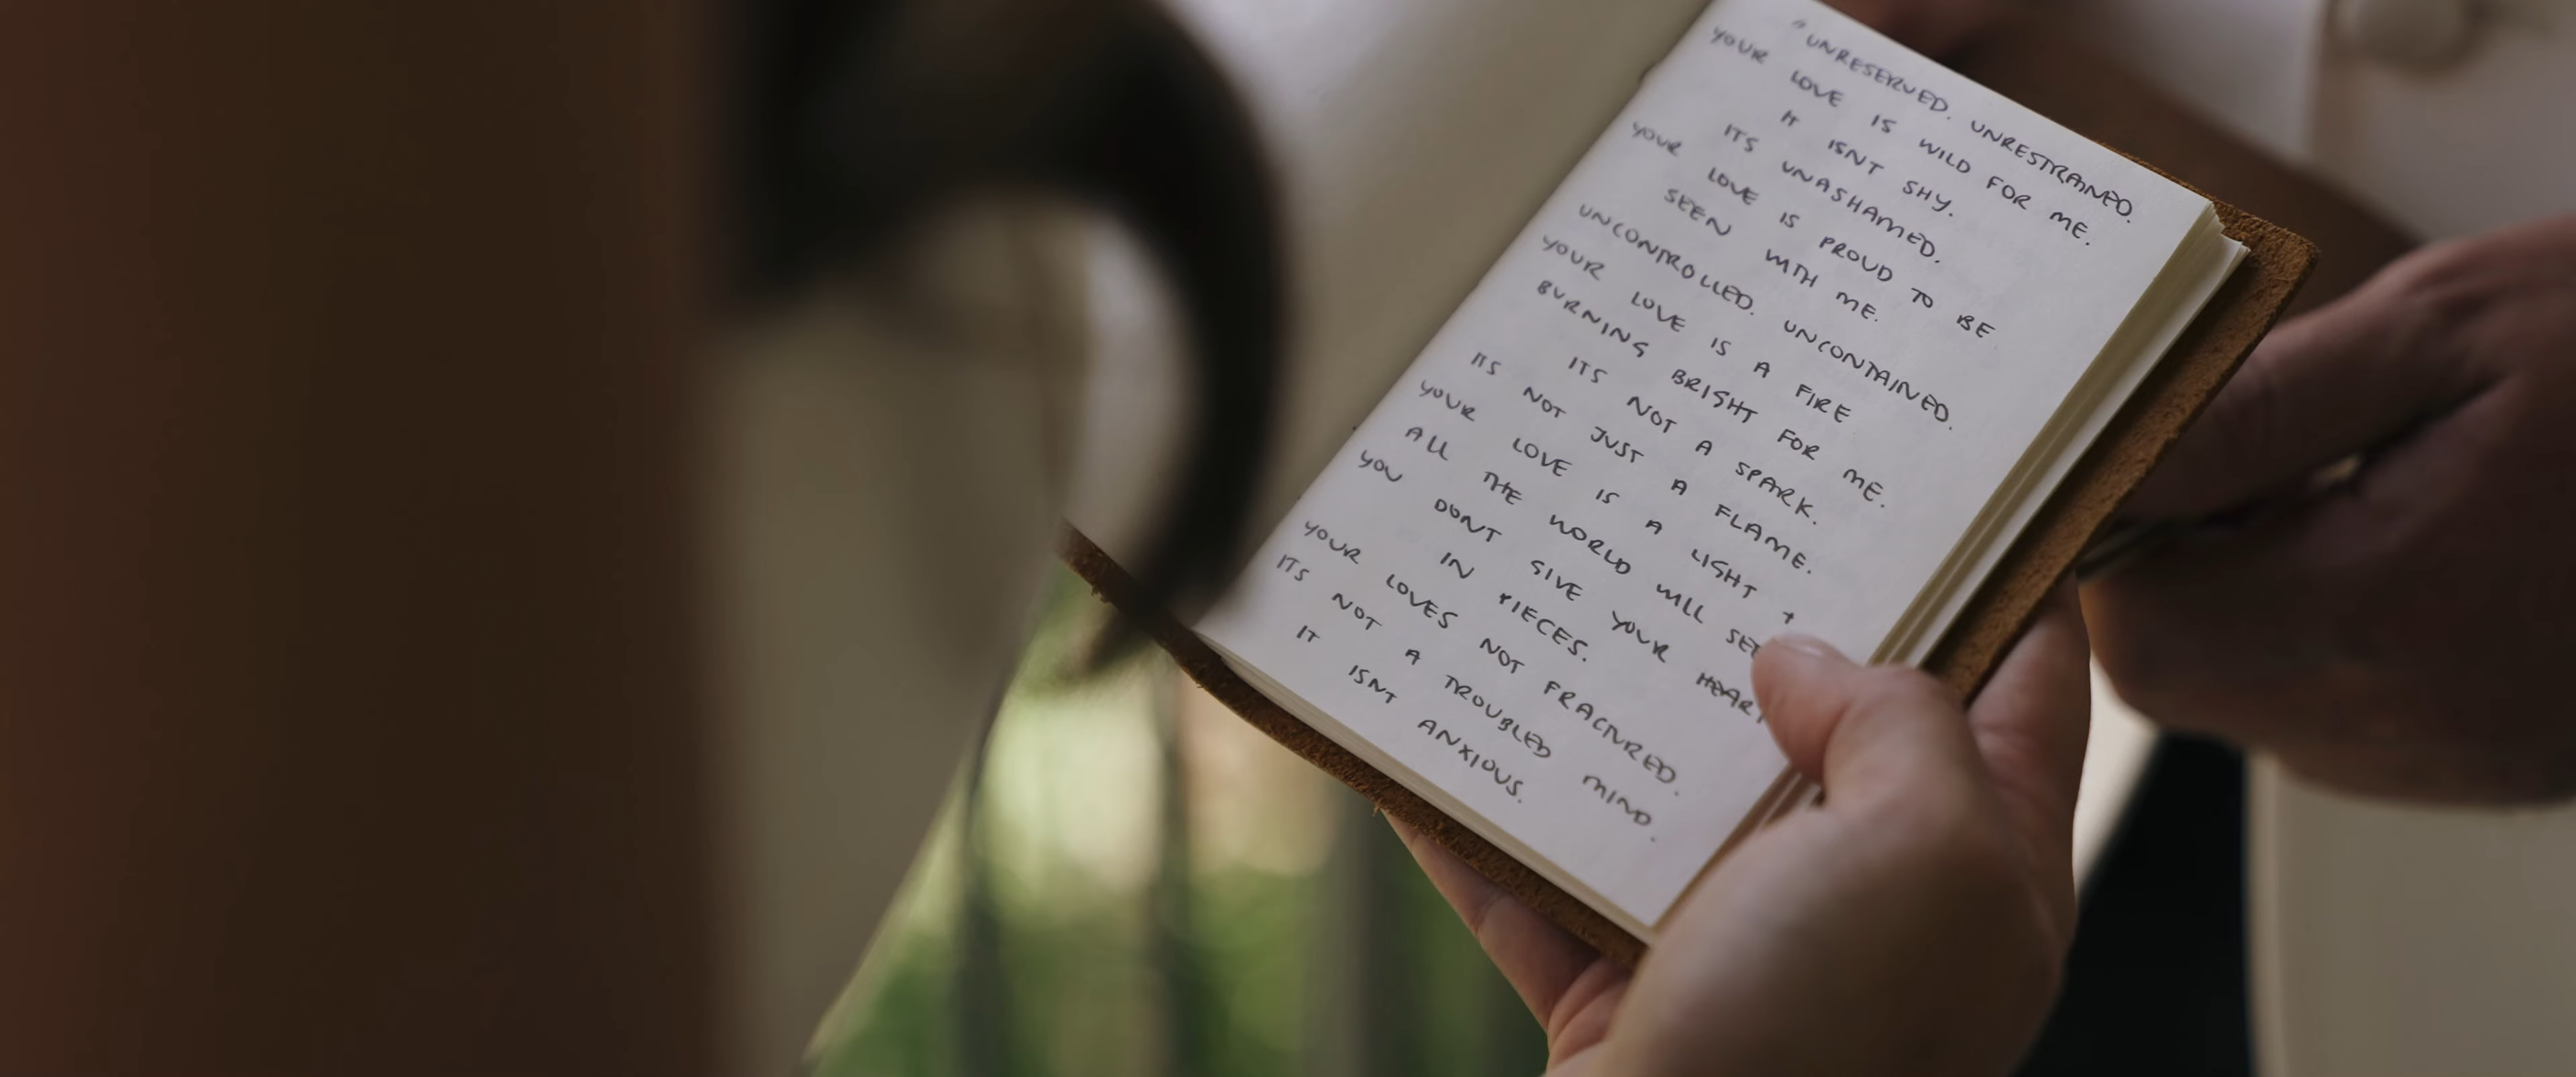 "UNRESERVED. UNRESTRAINED.
YOUR LOVE IS WILD FOR ME.
IT ISNT SHY.
ITS UNASHAMED.
YOUR LOVE IS PROUD TO BE
SEEN WITH ME.
UNCONTROLLED. UNCONTAINED.
YOUR LOVE IS A FIRE
BURNING BRIGHT FOR ME.
ITS NOT A SPARK.
ITS NOT JUST A FLAME.
YOUR LOVE IS A LIGHT +
ALL THE WORLD WILL SEE
YOU DONT GIVE YOUR HEART
IN PIECES.
YOUR LOVES NOT FRACTURED.
ITS NOT A TROUBLED MIND.
IT ISNT ANXIOUS.